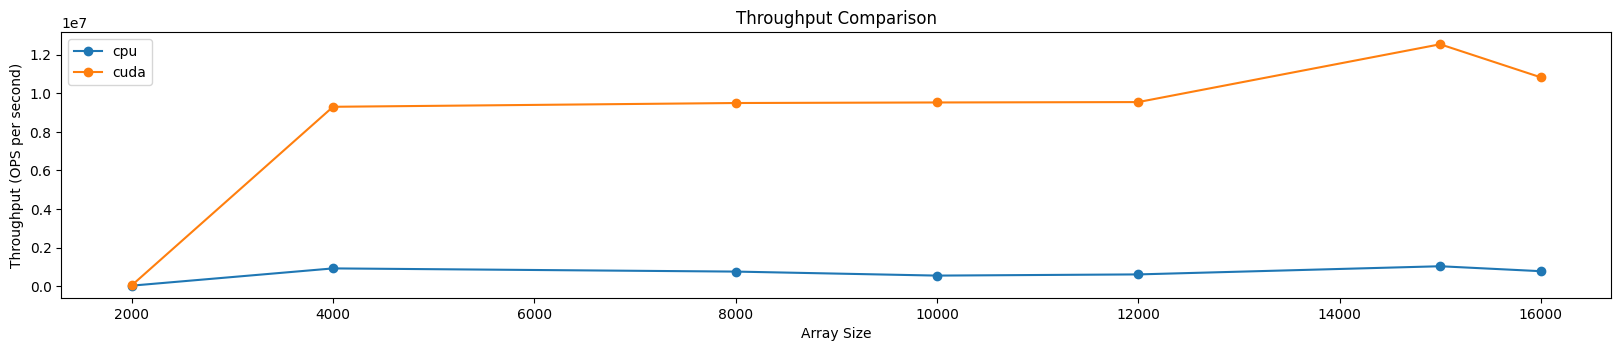 Throughput Comparison
1e7
cpu
cuda
1.2
1.0
0.8
0.6
0.4
0.2
0.0
Throughput (OPS per second)
2000 4000 6000 8000 10000 12000 14000 16000
Array Size